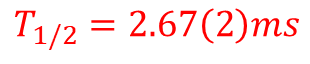 T₁/₂ = 2.67(2)ms